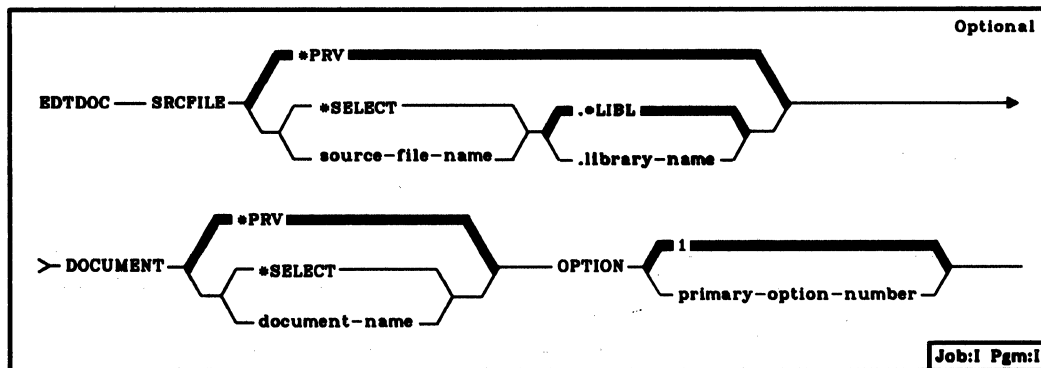 Optional
*PRV
EDTDOC SRCFILE
*SELECT .*LIBL
source-file-name .library-name
*PRV
DOCUMENT *SELECT OPTION 1
document-name primary-option-number
Job:I Pgm:I